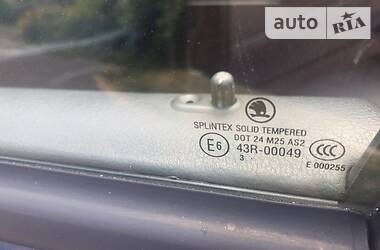 auto RIA
SPLINTEX SOLID TEMPERED
DOT 24 M25 AS2
E6 43R-00049 CCC
3 E 000255